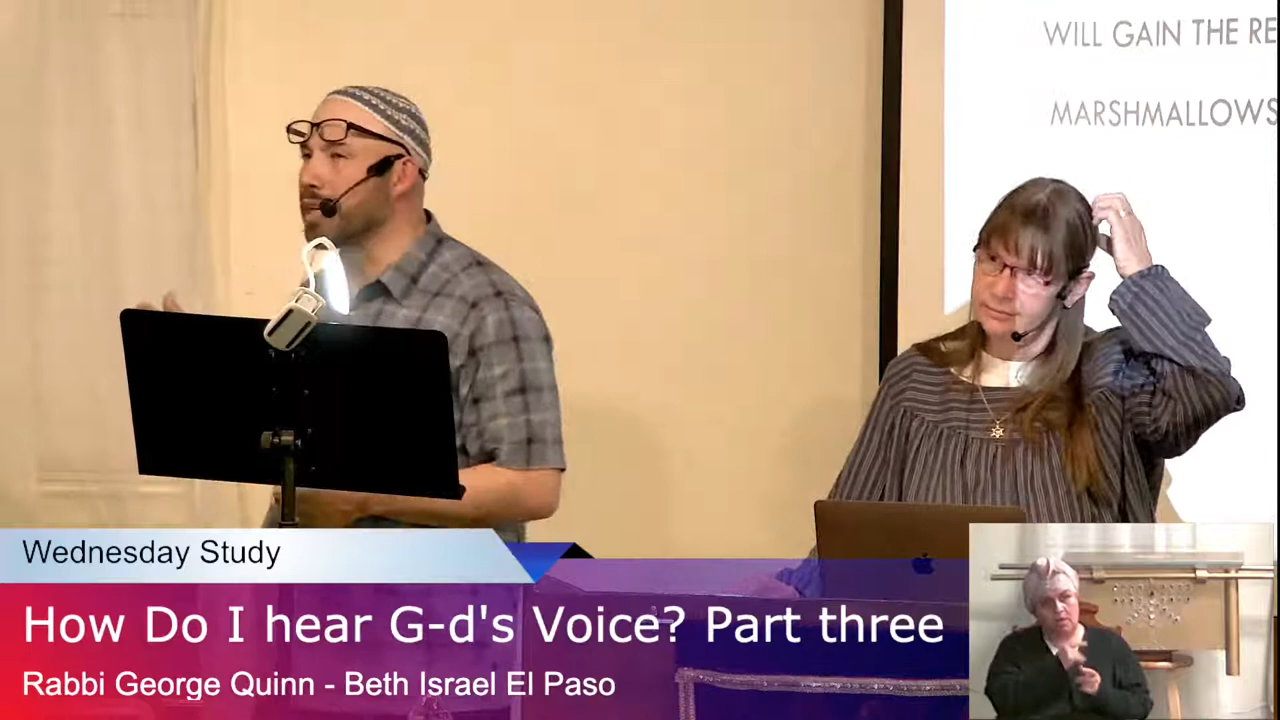 WILL GAIN THE RE
MARSHMALLOWS
Wednesday Study
How Do I hear G-d's Voice? Part three
Rabbi George Quinn - Beth Israel El Paso